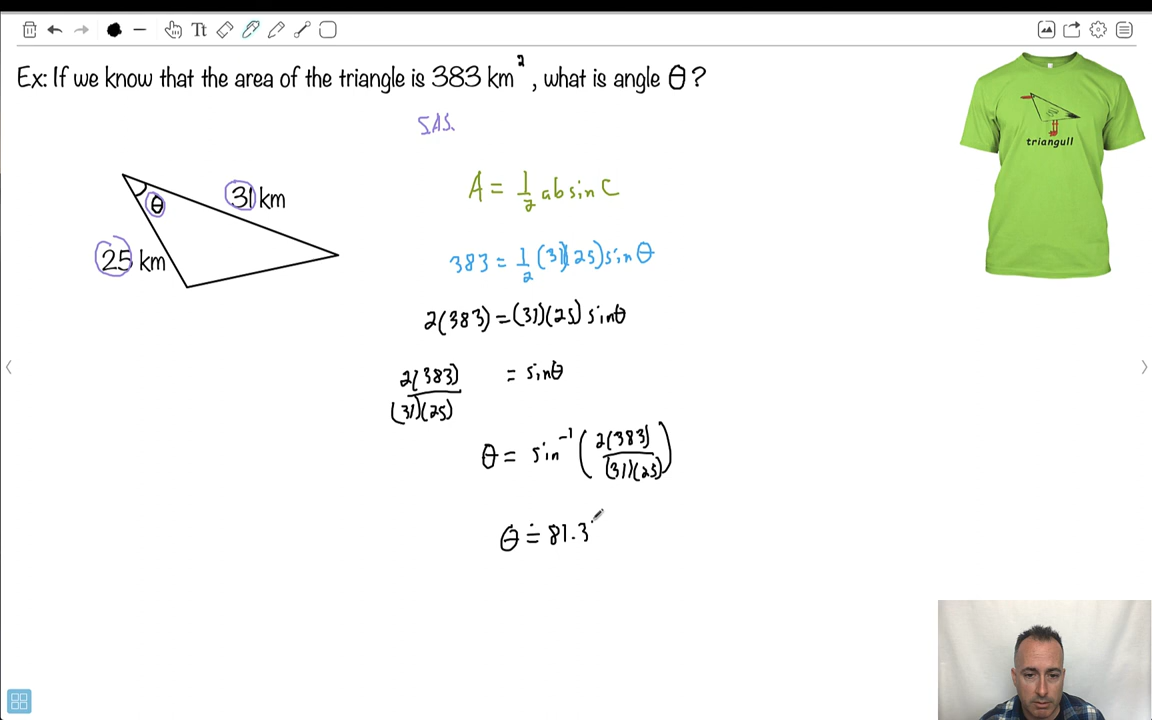 Tt
Ex: If we know that the area of the triangle is 383 km², what is angle θ?
SAS.
triangull
θ
31 km
25 km
A = 1/2 ab sin C
383 = 1/2 (31)(25) sin θ
2(383) = (31)(25) sin θ
2(383)/(31)(25) = sin θ
θ = sin⁻¹ (2(383)/(31)(25))
θ ≐ 81.3